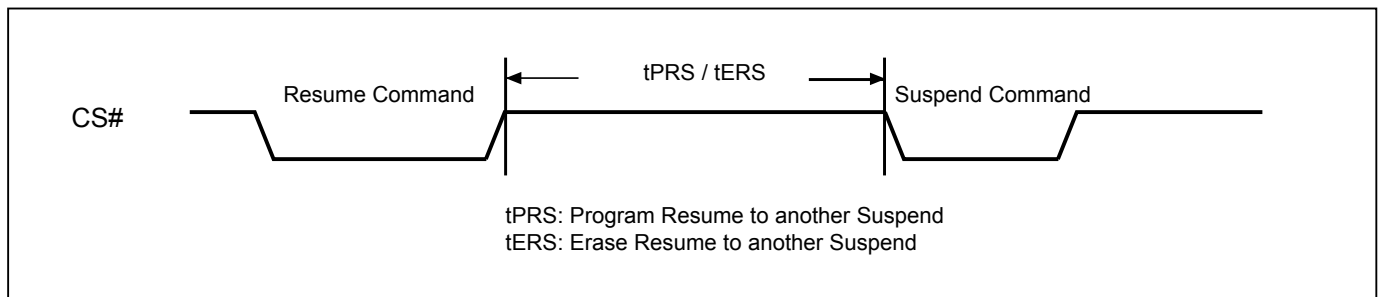 tPRS / tERS
Resume Command
Suspend Command
CS#
tPRS: Program Resume to another Suspend
tERS: Erase Resume to another Suspend